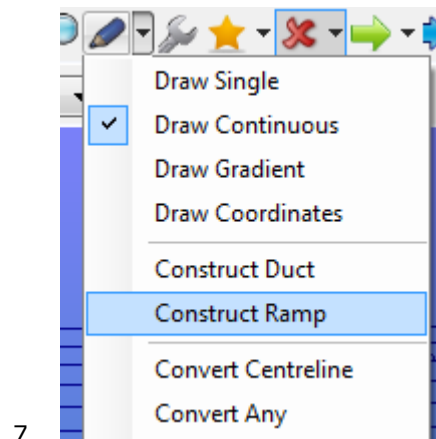 Draw Single
Draw Continuous
Draw Gradient
Draw Coordinates
Construct Duct
Construct Ramp
Convert Centreline
Convert Any
7